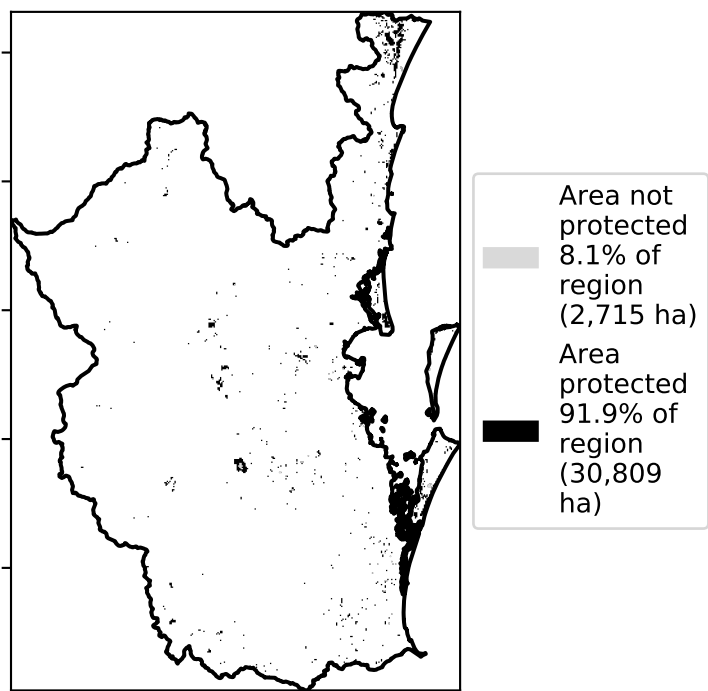 Area not
protected
8.1% of
region
(2,715 ha)
Area
protected
91.9% of
region
(30,809
ha)